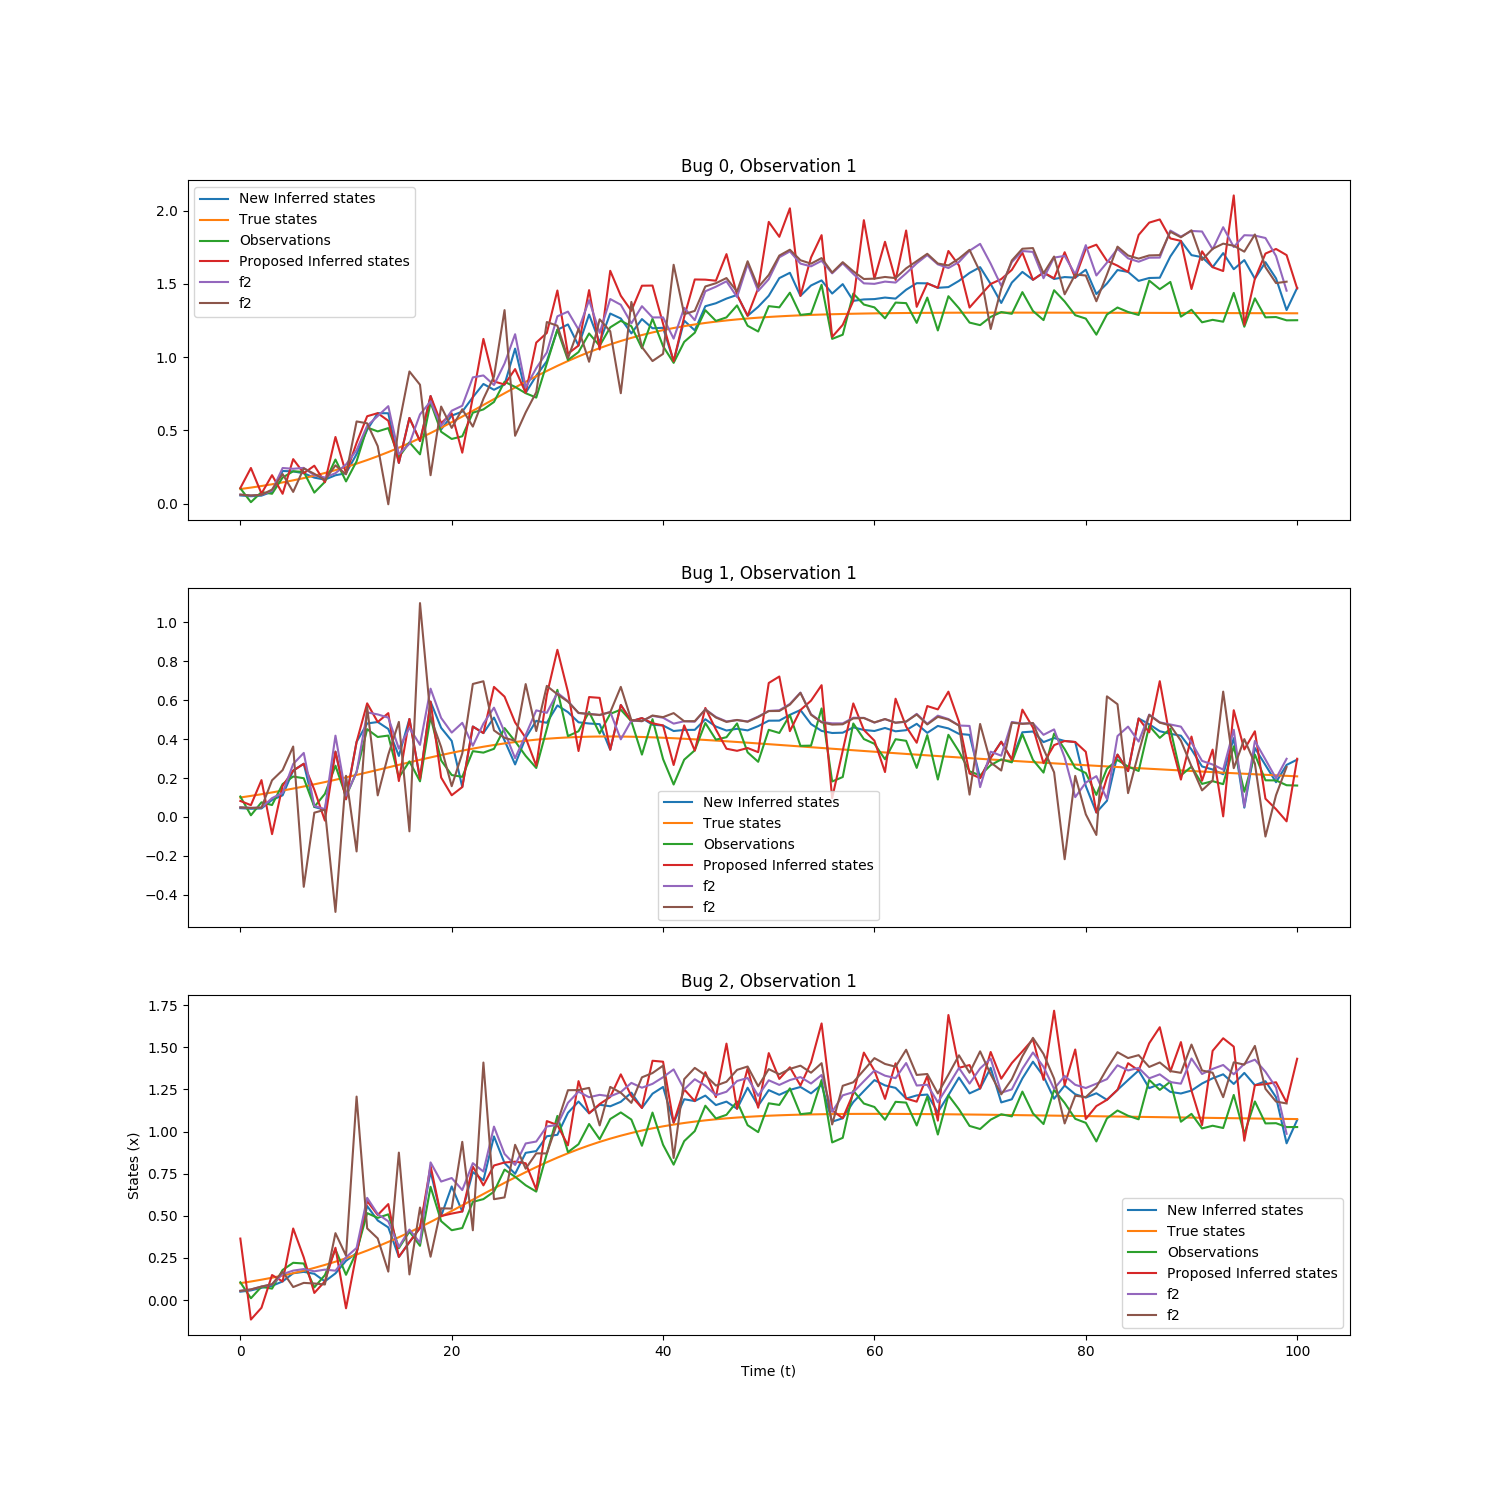 Bug 0, Observation 1
New Inferred states
True states
Observations
Proposed Inferred states
f2
f2
2.0
1.5
1.0
0.5
0.0
Bug 1, Observation 1
1.0
0.8
0.6
0.4
0.2
0.0
−0.2
−0.4
New Inferred states
True states
Observations
Proposed Inferred states
f2
f2
Bug 2, Observation 1
States (x)
1.75
1.50
1.25
1.00
0.75
0.50
0.25
0.00
New Inferred states
True states
Observations
Proposed Inferred states
f2
f2
0 20 40 60 80 100
Time (t)